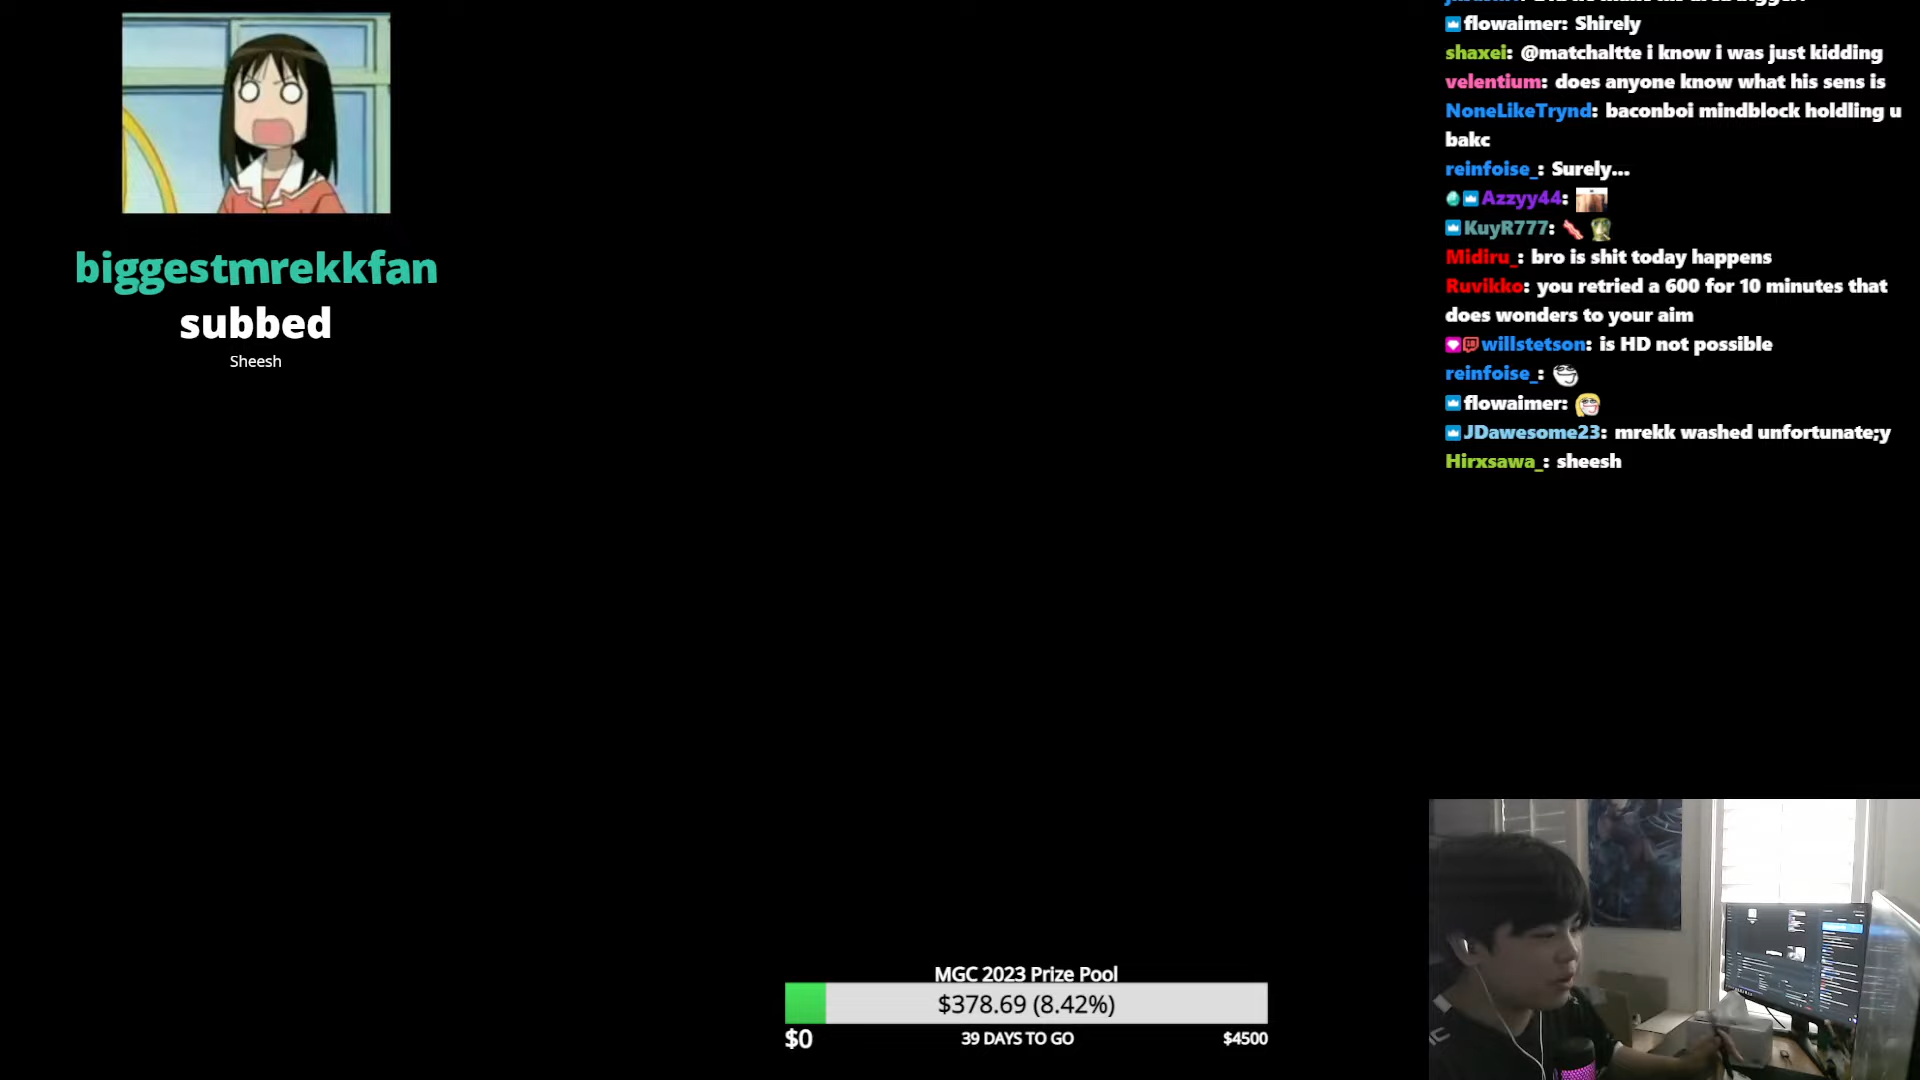 biggestmrekkfan
subbed
Sheesh
flowaimer: Shirely
shaxei: @matchaltte i know i was just kidding
velentium: does anyone know what his sens is
NoneLikeTrynd: baconboi mindblock holdling u
bakc
reinfoise_: Surely...
Azzyy44:
KuyR777:
Midiru_: bro is shit today happens
Ruvikko: you retried a 600 for 10 minutes that
does wonders to your aim
willstetson: is HD not possible
reinfoise_:
flowaimer:
JDawesome23: mrekk washed unfortunate;y
Hirxsawa_: sheesh
MGC 2023 Prize Pool
$378.69 (8.42%)
$0 39 DAYS TO GO $4500